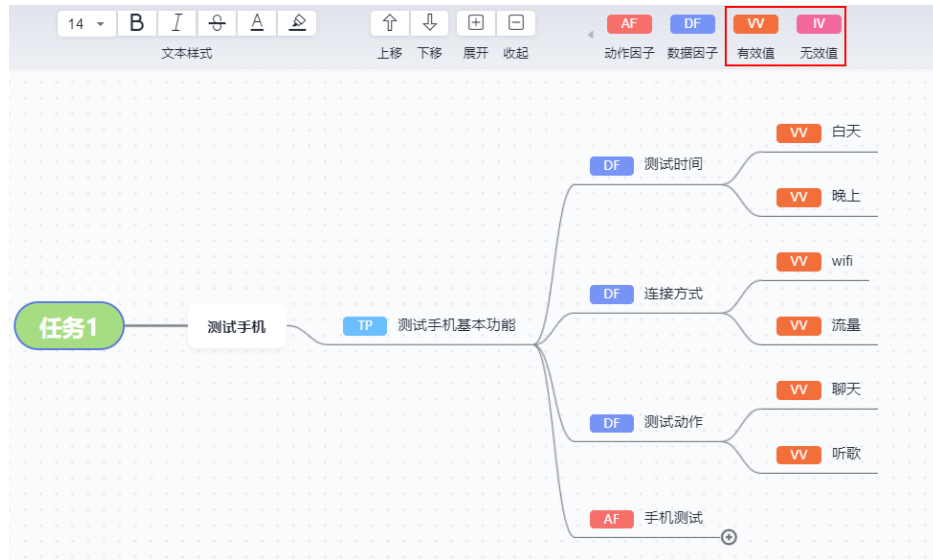 14 B I S A
AF DF VV IV
文本样式 上移 下移 展开 收起 动作因子 数据因子 有效值 无效值
VV 白天
DF 测试时间
VV 晚上
VV wifi
DF 连接方式
VV 流量
任务1 测试手机 TP 测试手机基本功能
VV 聊天
DF 测试动作
VV 听歌
AF 手机测试